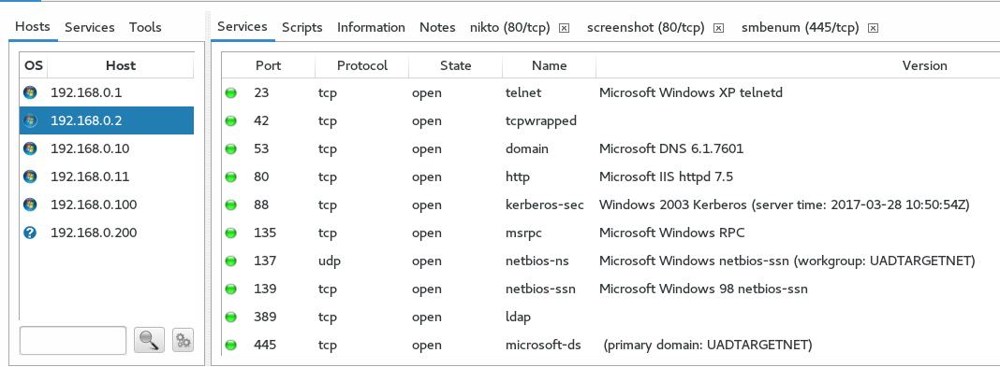 Hosts Services Tools
OS Host
192.168.0.1
192.168.0.2
192.168.0.10
192.168.0.11
192.168.0.100
? 192.168.0.200
Services Scripts Information Notes nikto (80/tcp) screenshot (80/tcp) smbenum (445/tcp)
Port Protocol State Name Version
23 tcp open telnet Microsoft Windows XP telnetd
42 tcp open tcpwrapped
53 tcp open domain Microsoft DNS 6.1.7601
80 tcp open http Microsoft IIS httpd 7.5
88 tcp open kerberos-sec Windows 2003 Kerberos (server time: 2017-03-28 10:50:54Z)
135 tcp open msrpc Microsoft Windows RPC
137 udp open netbios-ns Microsoft Windows netbios-ssn (workgroup: UADTARGETNET)
139 tcp open netbios-ssn Microsoft Windows 98 netbios-ssn
389 tcp open ldap
445 tcp open microsoft-ds (primary domain: UADTARGETNET)